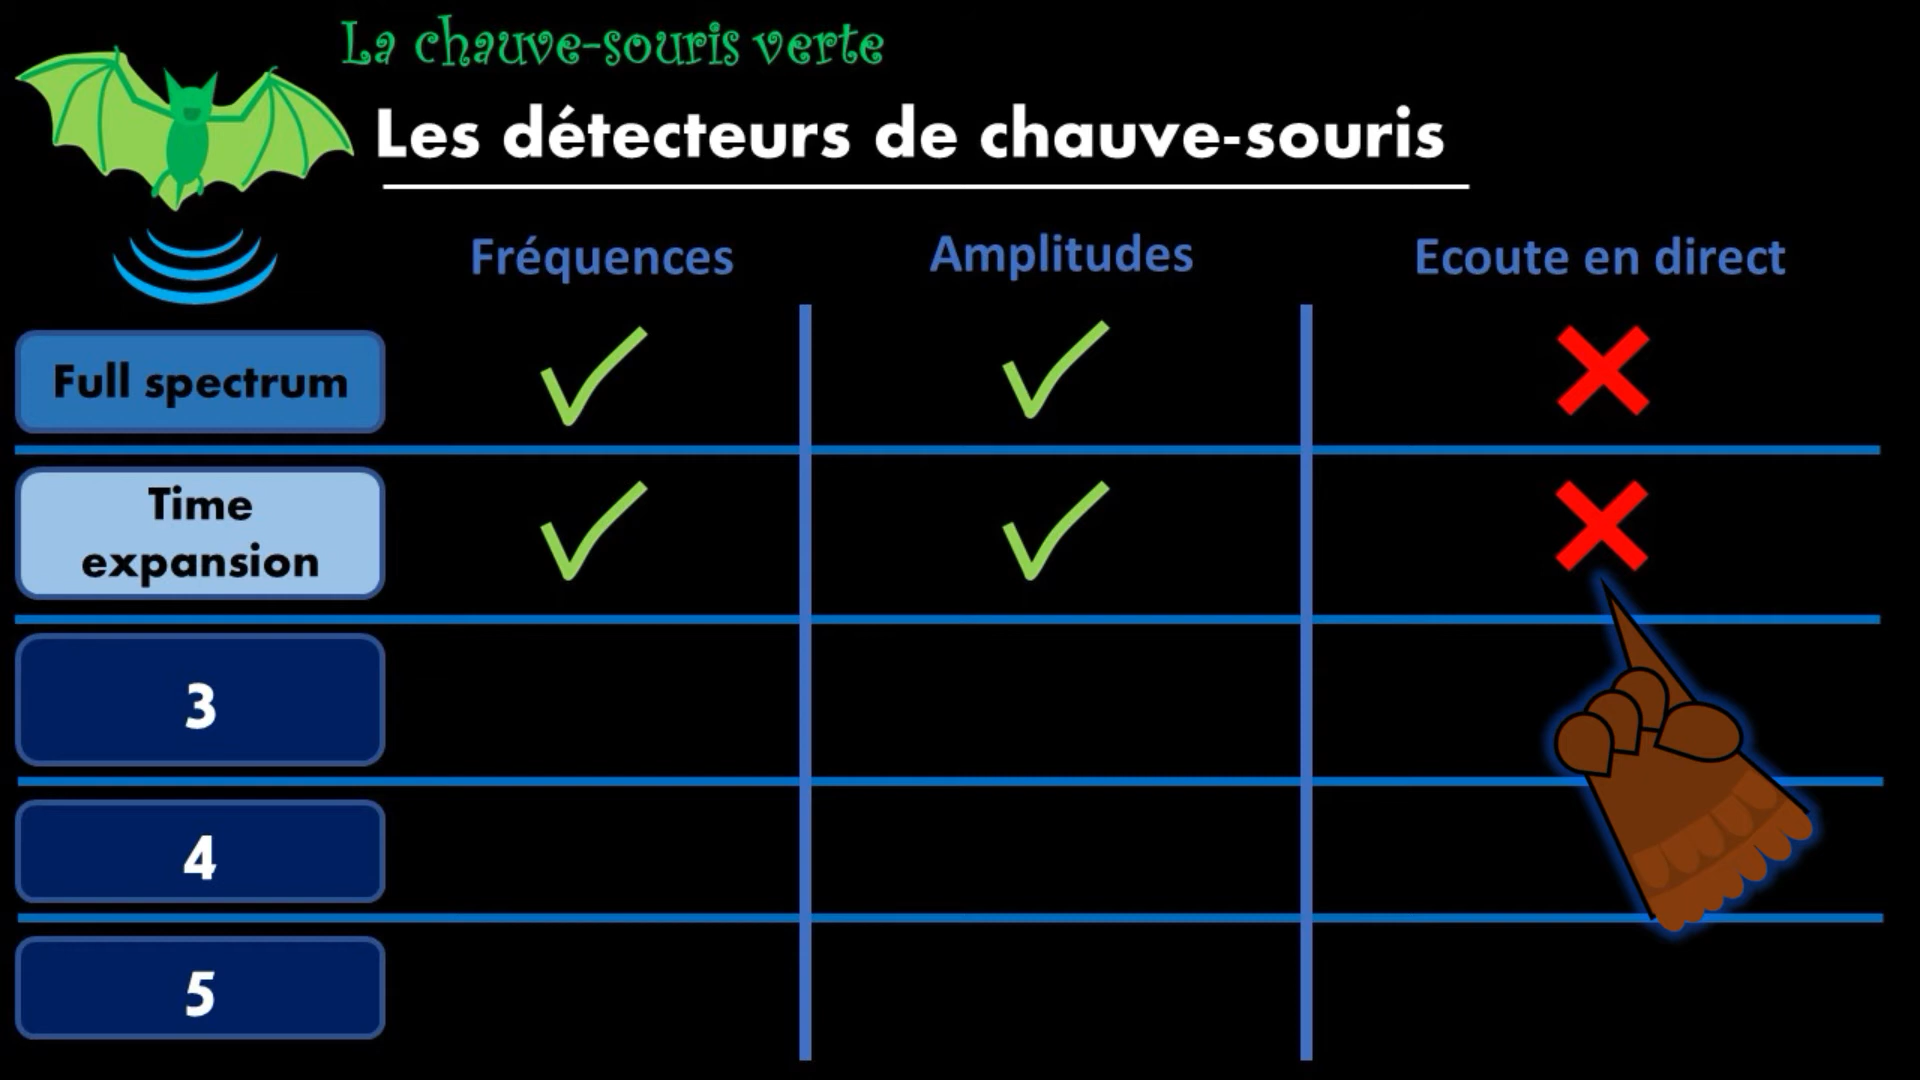 La chauve-souris verte
Les détecteurs de chauve-souris
Fréquences
Amplitudes
Ecoute en direct
Full spectrum
Time
expansion
3
4
5